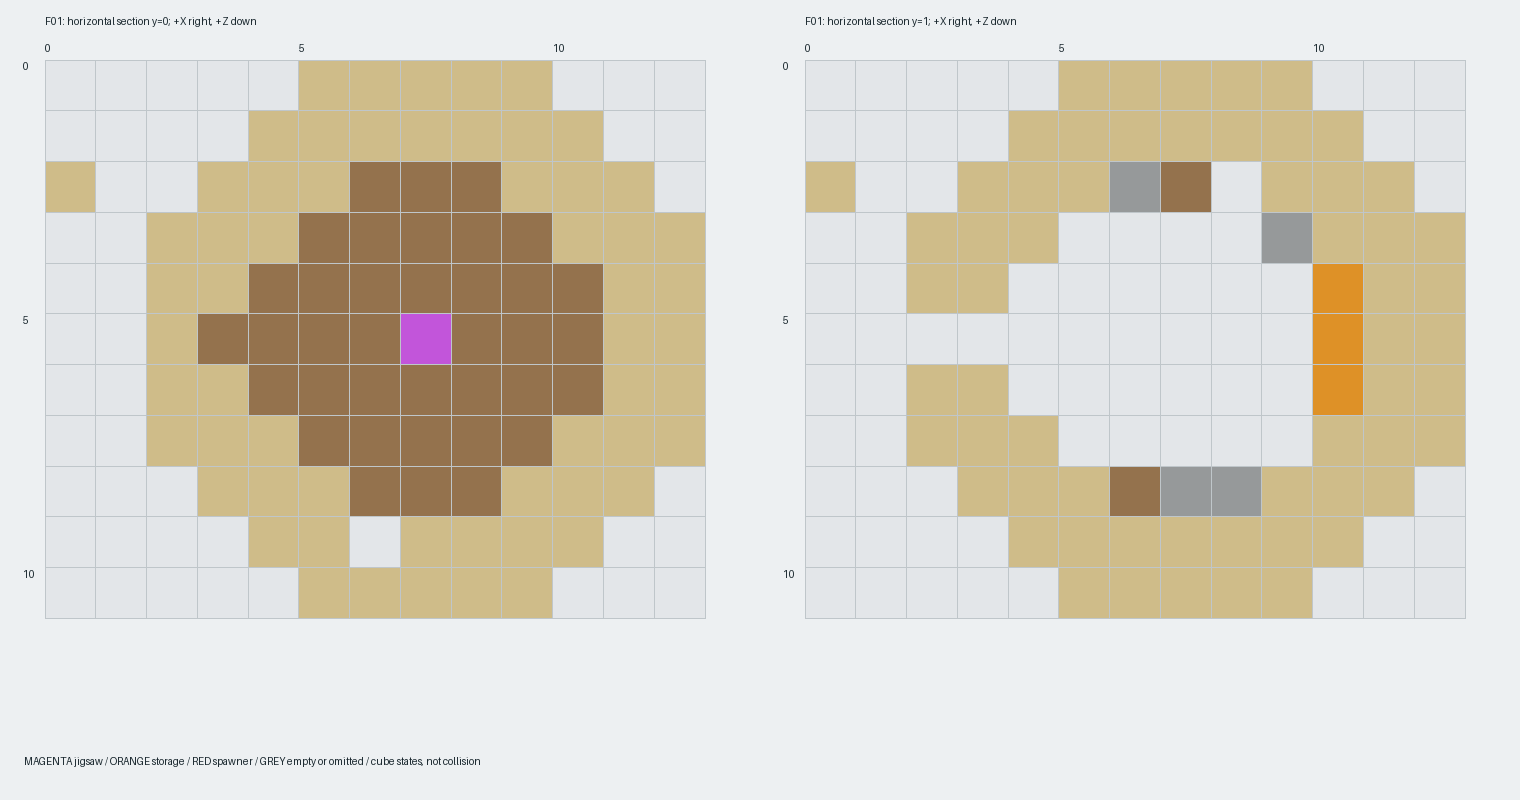 F01: horizontal section y=0; +X right, +Z down
F01: horizontal section y=1; +X right, +Z down
0 5 10
0 5 10
0
0
5
5
10
10
MAGENTA jigsaw / ORANGE storage / RED spawner / GREY empty or omitted / cube states, not collision